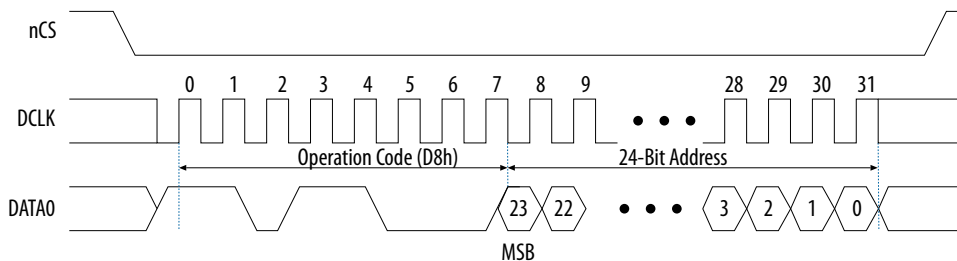 nCS
0 1 2 3 4 5 6 7 8 9 28 29 30 31
DCLK
Operation Code (D8h) 24-Bit Address
DATA0 23 22 3 2 1 0
MSB